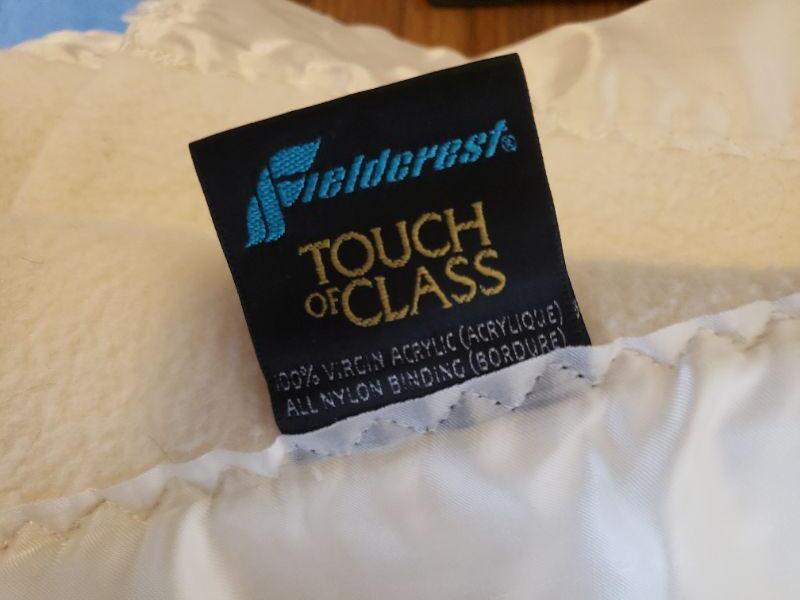 Fieldcrest®
TOUCH
OF CLASS
100% VIRGIN ACRYLIC (ACRYLIQUE)
ALL NYLON BINDING (BORDURE)